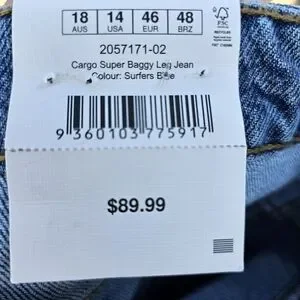 18 14 46 48
AUS USA EUR BRZ
FSC
2057171-02
Cargo Super Baggy Leg Jean
Colour: Surfers Blue
9 360103 775917
$89.99